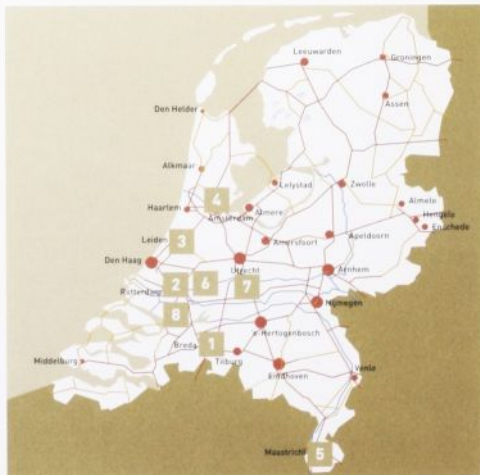 Leeuwarden
Groningen
Assen
Den Helder
Alkmaar
Lelystad
Zwolle
Almelo
Hengelo
Enschede
Haarlem
4
Amsterdam
Almere
Leiden
3
Amersfoort
Apeldoorn
Den Haag
Utrecht
Arnhem
Rotterdam
2
6
7
Nijmegen
8
's-Hertogenbosch
Breda
1
Tilburg
Middelburg
Eindhoven
Venlo
Maastricht
5